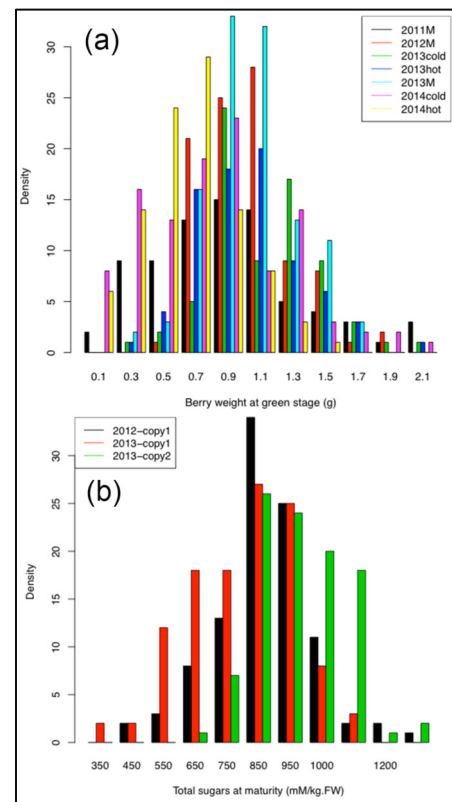 (a)
2011M
2012M
2013cold
2013hot
2013M
2014cold
2014hot
Density
30
25
20
15
10
5
0
0.1 0.3 0.5 0.7 0.9 1.1 1.3 1.5 1.7 1.9 2.1
Berry weight at green stage (g)
2012-copy1
2013-copy1
2013-copy2
(b)
Density
30
25
20
15
10
5
0
350 450 550 650 750 850 950 1000 1200
Total sugars at maturity (mM/kg.FW)